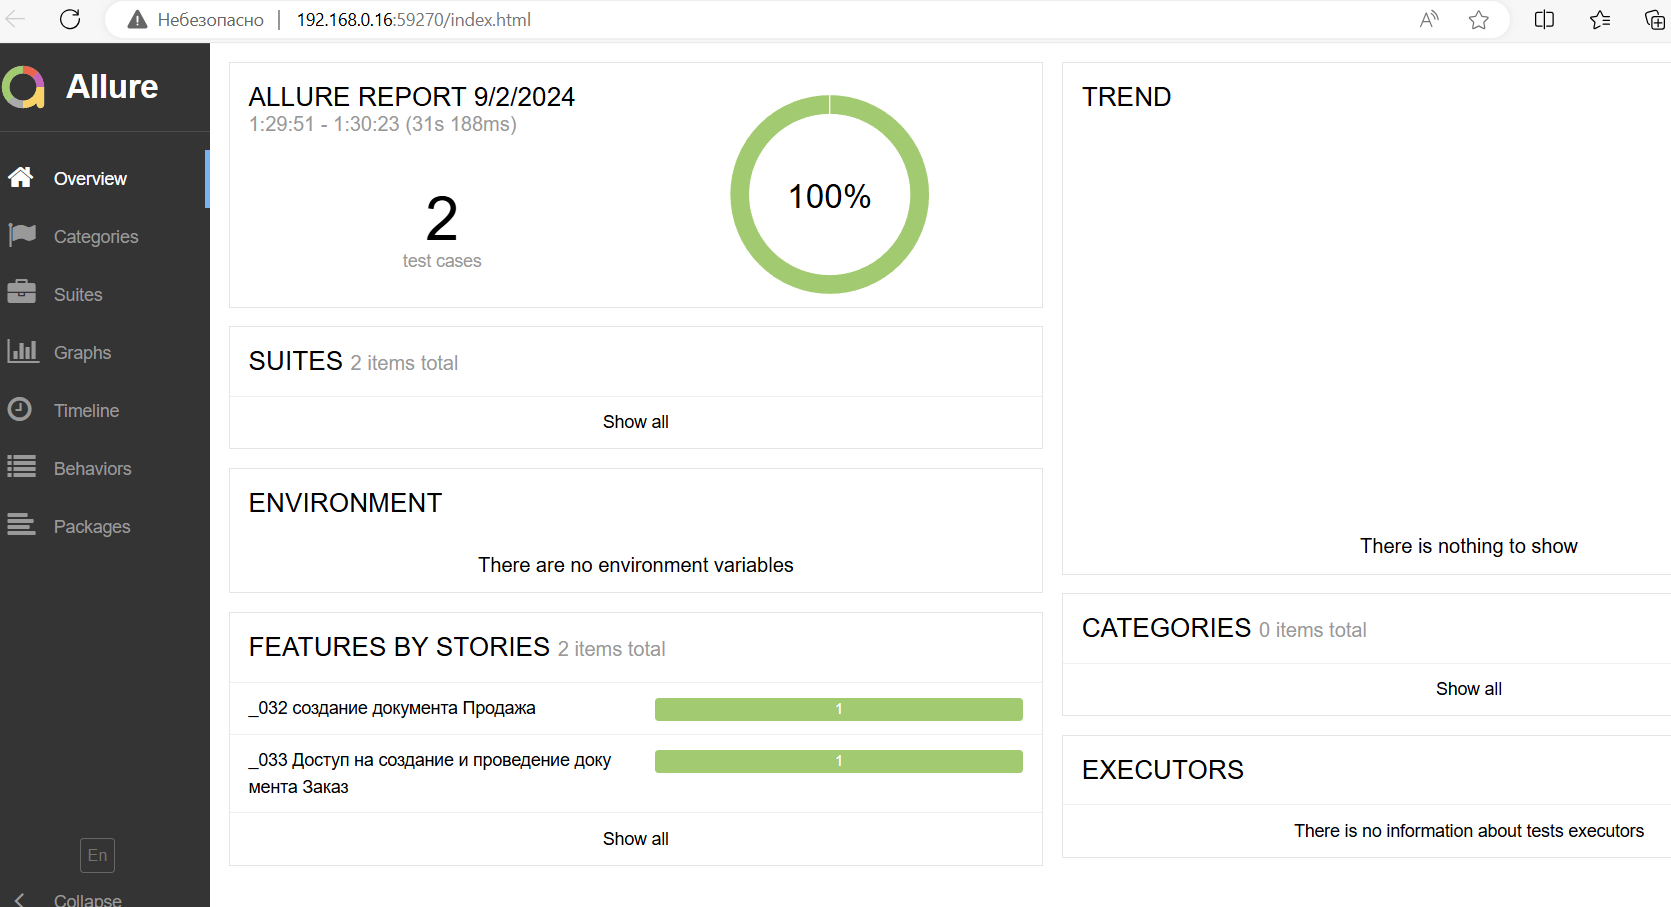 Небезопасно | 192.168.0.16:59270/index.html
Allure
Overview
Categories
Suites
Graphs
Timeline
Behaviors
Packages
En
Collapse
ALLURE REPORT 9/2/2024
1:29:51 - 1:30:23 (31s 188ms)
2
test cases
100%
SUITES 2 items total
Show all
ENVIRONMENT
There are no environment variables
FEATURES BY STORIES 2 items total
_032 создание документа Продажа 1
_033 Доступ на создание и проведение доку 1
мента Заказ
Show all
TREND
There is nothing to show
CATEGORIES 0 items total
Show all
EXECUTORS
There is no information about tests executors